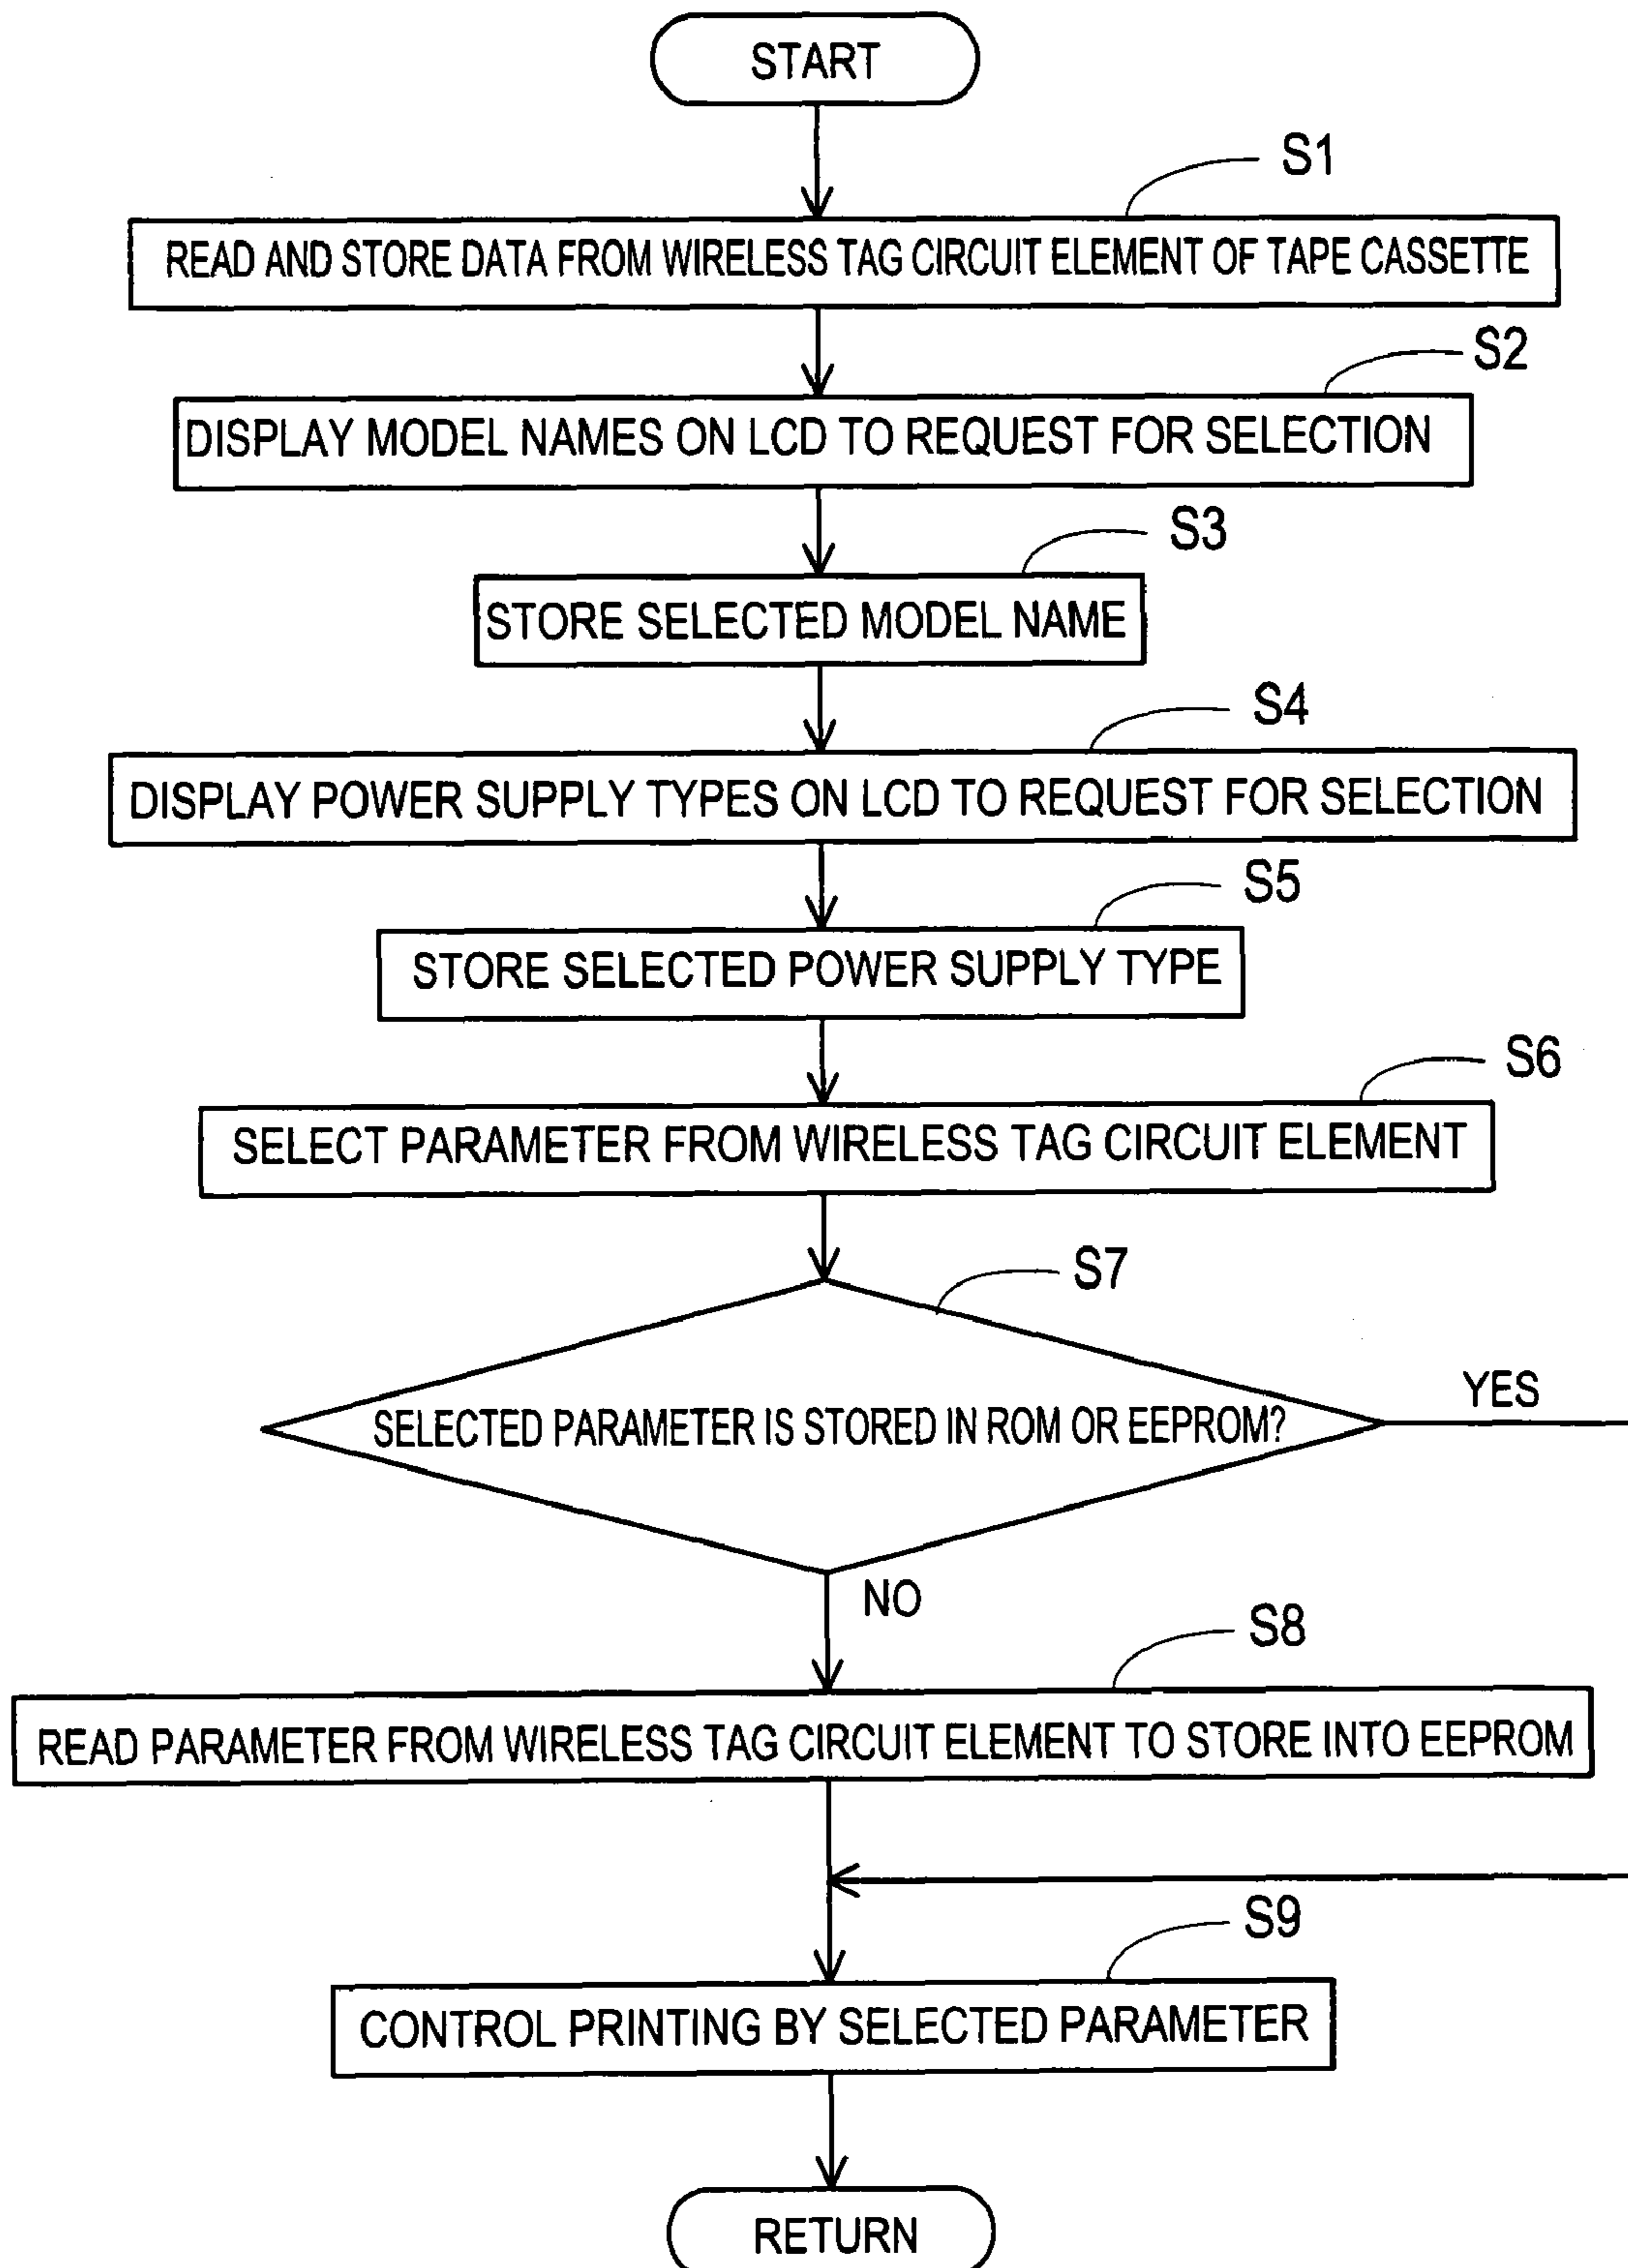 START
S1
READ AND STORE DATA FROM WIRELESS TAG CIRCUIT ELEMENT OF TAPE CASSETTE
S2
DISPLAY MODEL NAMES ON LCD TO REQUEST FOR SELECTION
S3
STORE SELECTED MODEL NAME
S4
DISPLAY POWER SUPPLY TYPES ON LCD TO REQUEST FOR SELECTION
S5
STORE SELECTED POWER SUPPLY TYPE
S6
SELECT PARAMETER FROM WIRELESS TAG CIRCUIT ELEMENT
S7
YES
SELECTED PARAMETER IS STORED IN ROM OR EEPROM?
NO
S8
READ PARAMETER FROM WIRELESS TAG CIRCUIT ELEMENT TO STORE INTO EEPROM
S9
CONTROL PRINTING BY SELECTED PARAMETER
RETURN